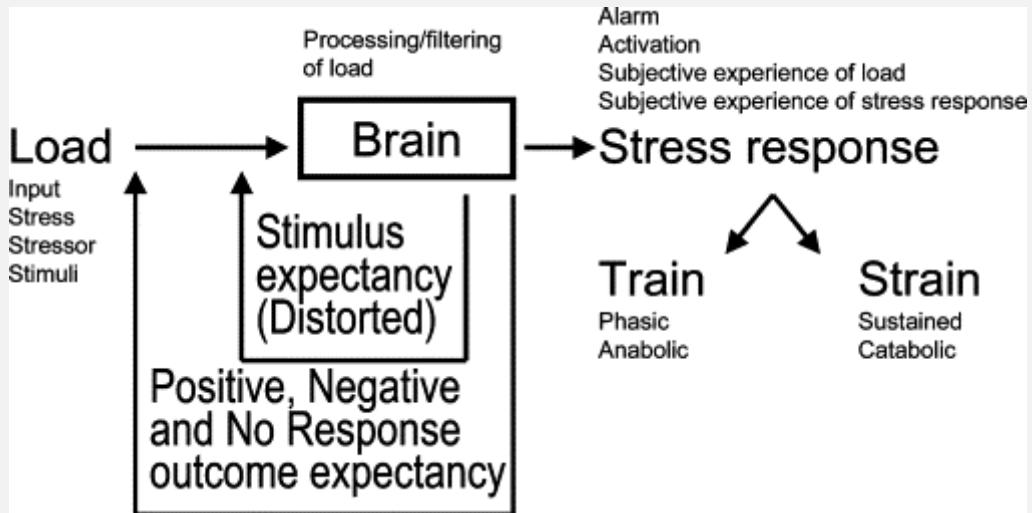 Processing/filtering
of load
Alarm
Activation
Subjective experience of load
Subjective experience of stress response
Load
Brain
Stress response
Input
Stress
Stressor
Stimuli
Stimulus
expectancy
(Distorted)
Train
Phasic
Anabolic
Strain
Sustained
Catabolic
Positive, Negative
and No Response
outcome expectancy